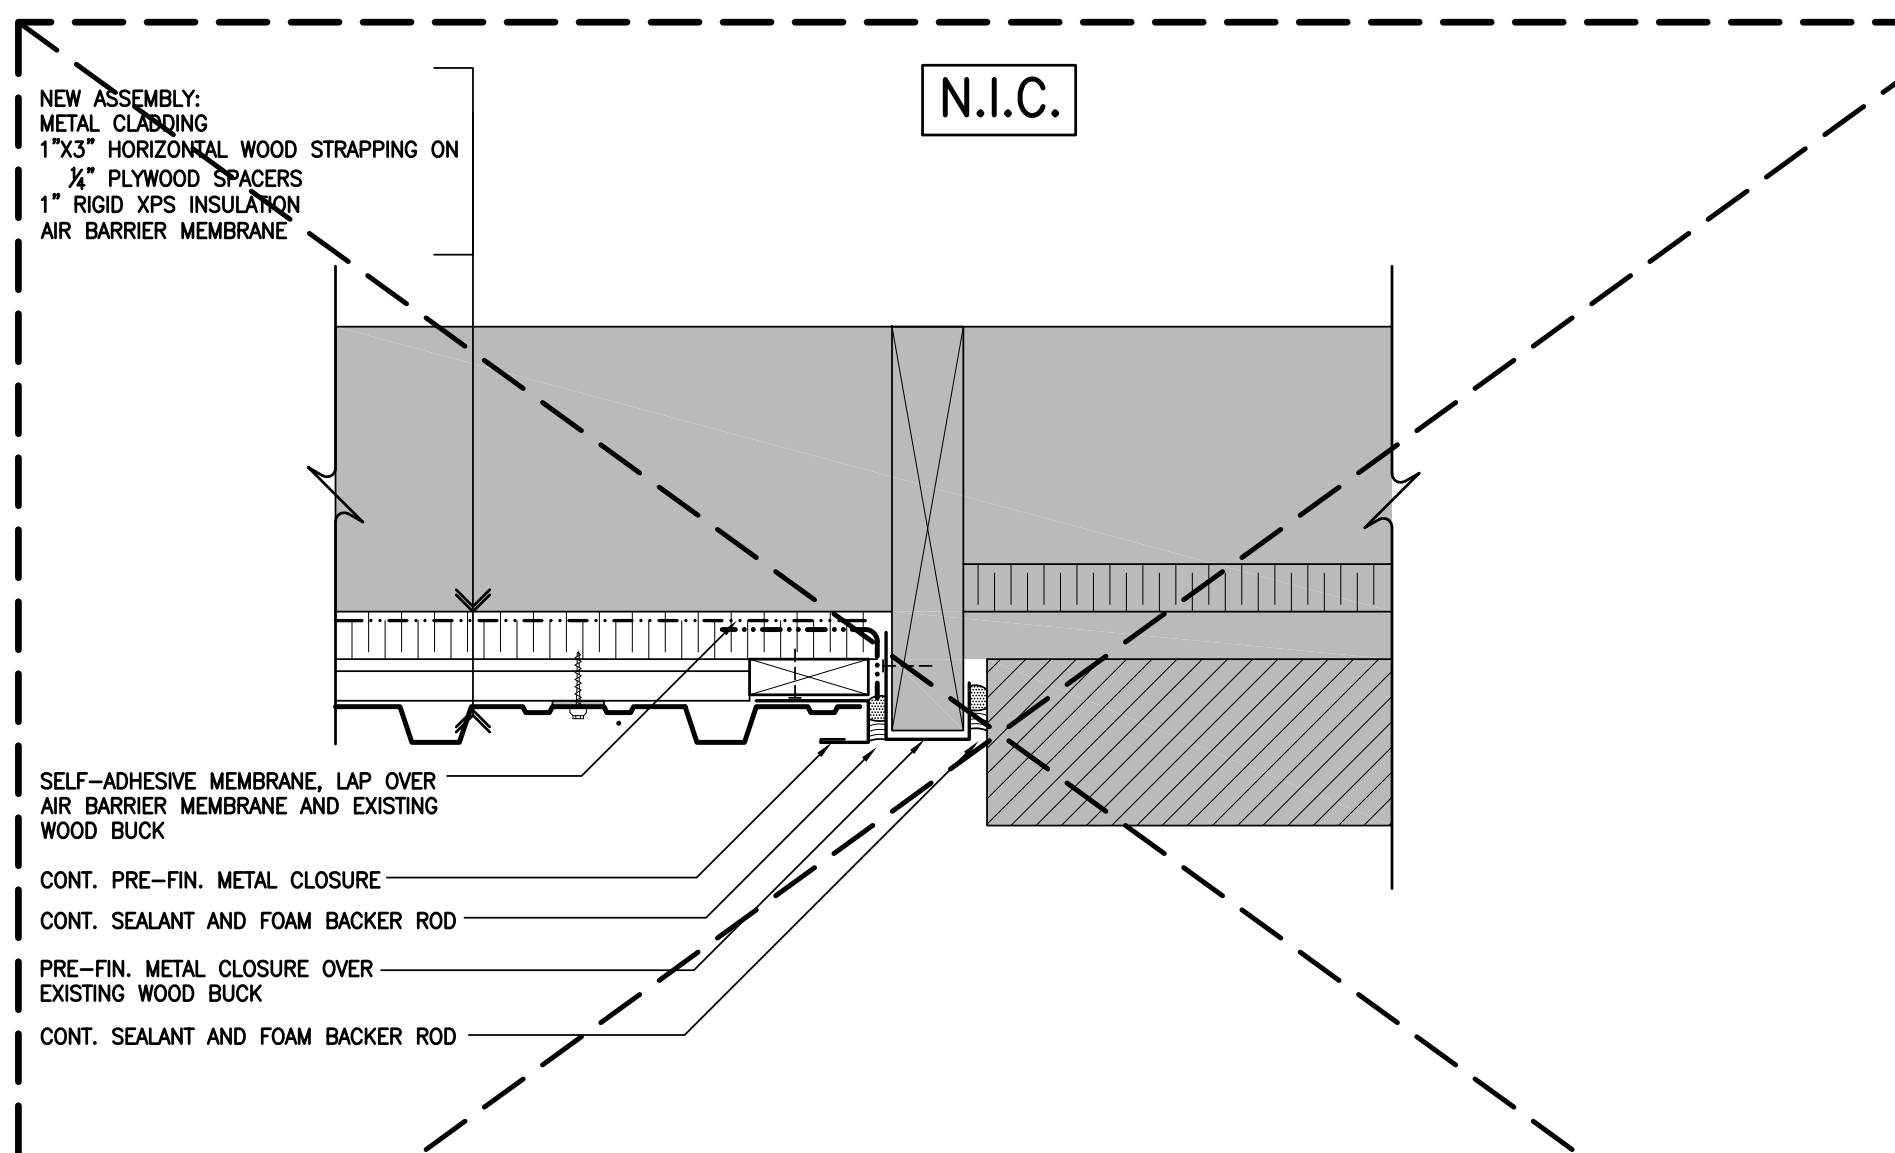 N.I.C.
NEW ASSEMBLY:
METAL CLADDING
1"X3" HORIZONTAL WOOD STRAPPING ON
¼" PLYWOOD SPACERS
1" RIGID XPS INSULATION
AIR BARRIER MEMBRANE
SELF-ADHESIVE MEMBRANE, LAP OVER
AIR BARRIER MEMBRANE AND EXISTING
WOOD BUCK
CONT. PRE-FIN. METAL CLOSURE
CONT. SEALANT AND FOAM BACKER ROD
PRE-FIN. METAL CLOSURE OVER
EXISTING WOOD BUCK
CONT. SEALANT AND FOAM BACKER ROD